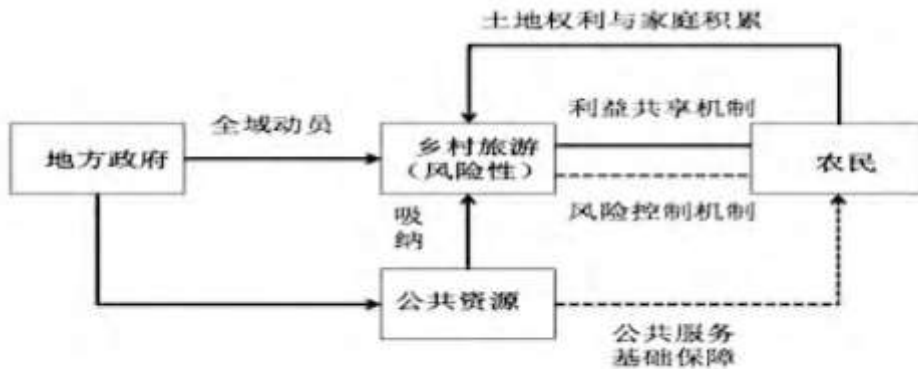 土地权利与家庭积累
全域动员
利益共享机制
地方政府
乡村旅游
（风险性）
农民
吸
纳
风险控制机制
公共资源
公共服务
基础保障